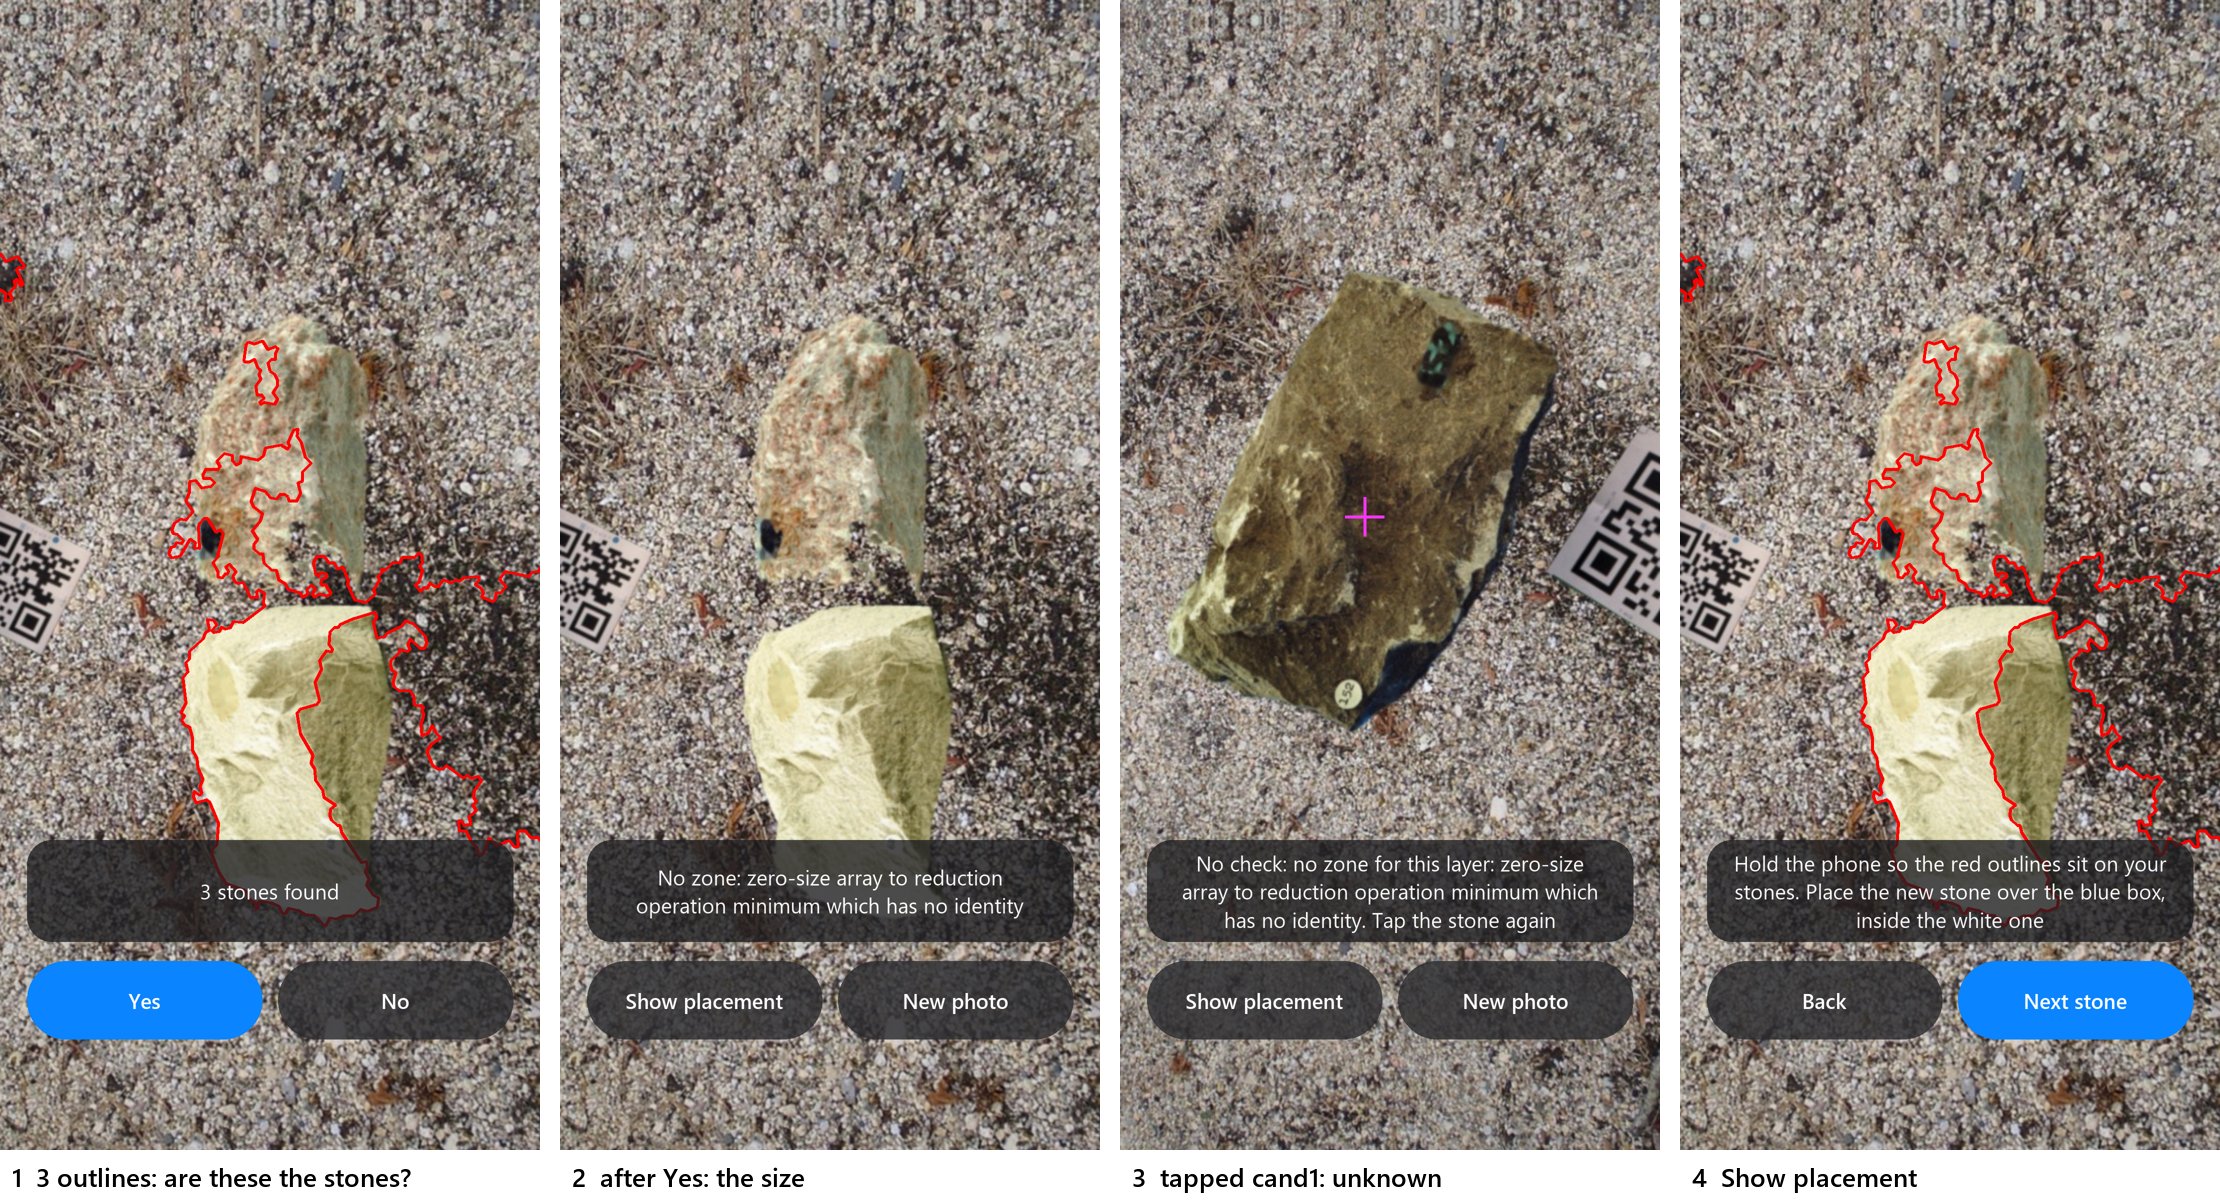 3 stones found
Yes
No
1 3 outlines: are these the stones?
No zone: zero-size array to reduction
operation minimum which has no identity
Show placement
New photo
2 after Yes: the size
152
No check: no zone for this layer: zero-size
array to reduction operation minimum which
has no identity. Tap the stone again
Show placement
New photo
3 tapped cand1: unknown
Hold the phone so the red outlines sit on your
stones. Place the new stone over the blue box,
inside the white one
Back
Next stone
4 Show placement